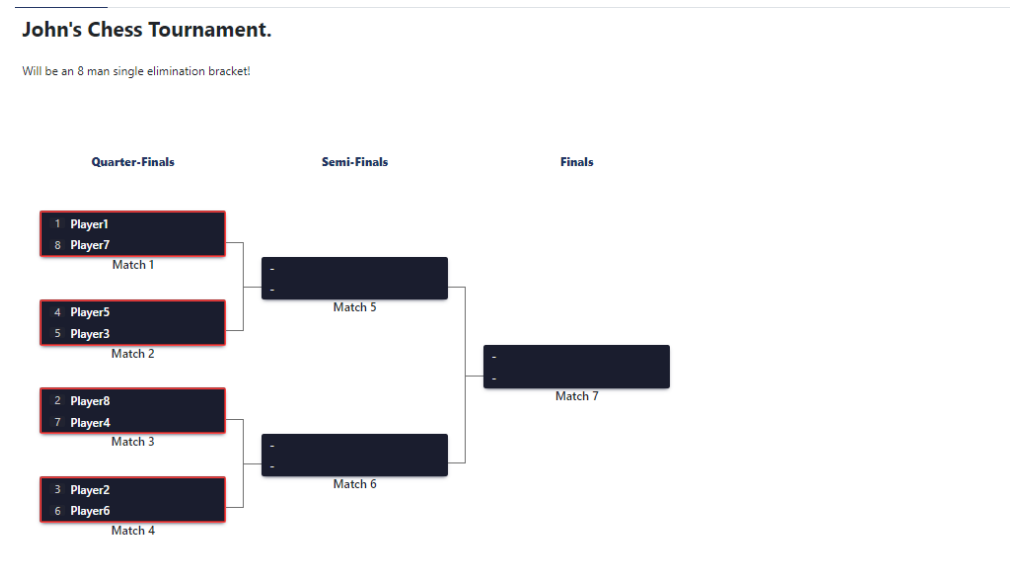 John's Chess Tournament.
Will be an 8 man single elimination bracket!
Quarter-Finals
Semi-Finals
Finals
1 Player1
8 Player7
Match 1
4 Player5
5 Player3
Match 2
2 Player8
7 Player4
Match 3
3 Player2
6 Player6
Match 4
-
-
Match 5
-
-
Match 6
-
-
Match 7